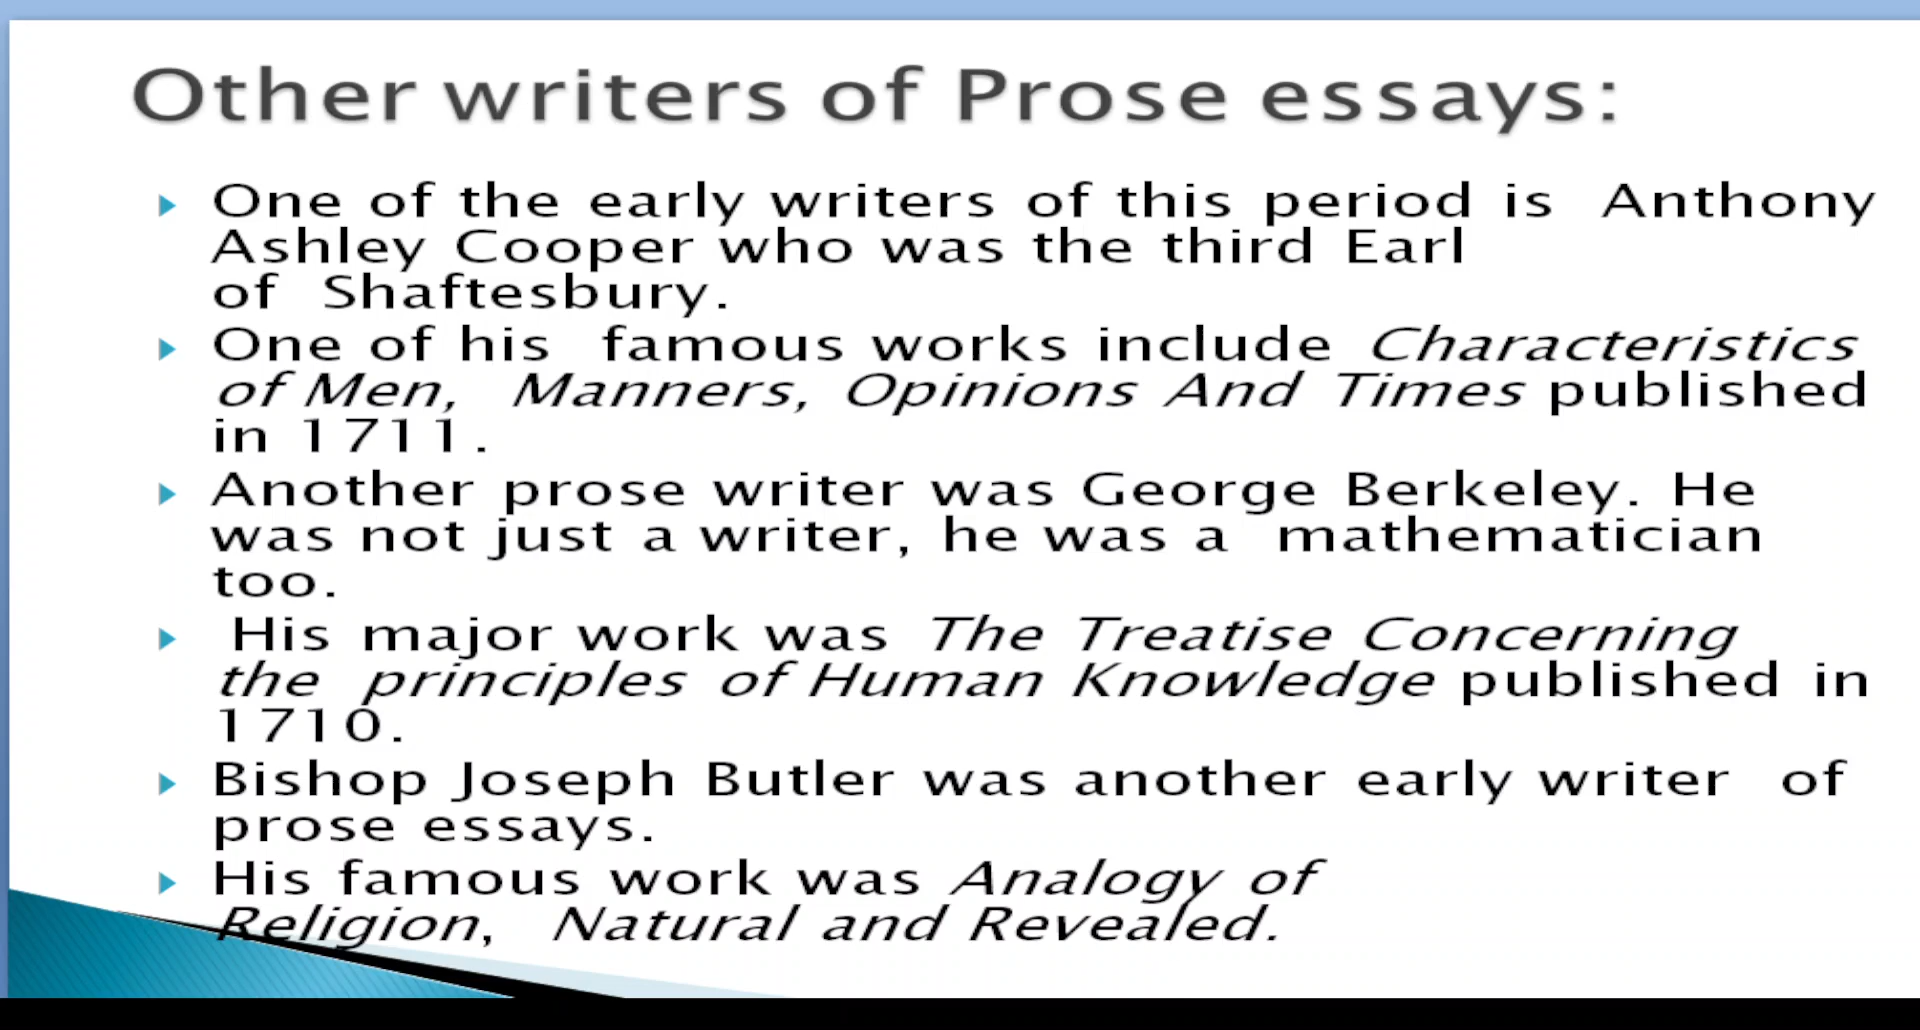 Other writers of Prose essays:
One of the early writers of this period is Anthony
Ashley Cooper who was the third Earl
of Shaftesbury.
One of his famous works include Characteristics
of Men, Manners, Opinions And Times published
in 1711.
Another prose writer was George Berkeley. He
was not just a writer, he was a mathematician
too.
His major work was The Treatise Concerning
the principles of Human Knowledge published in
1710.
Bishop Joseph Butler was another early writer of
prose essays.
His famous work was Analogy of
Religion, Natural and Revealed.